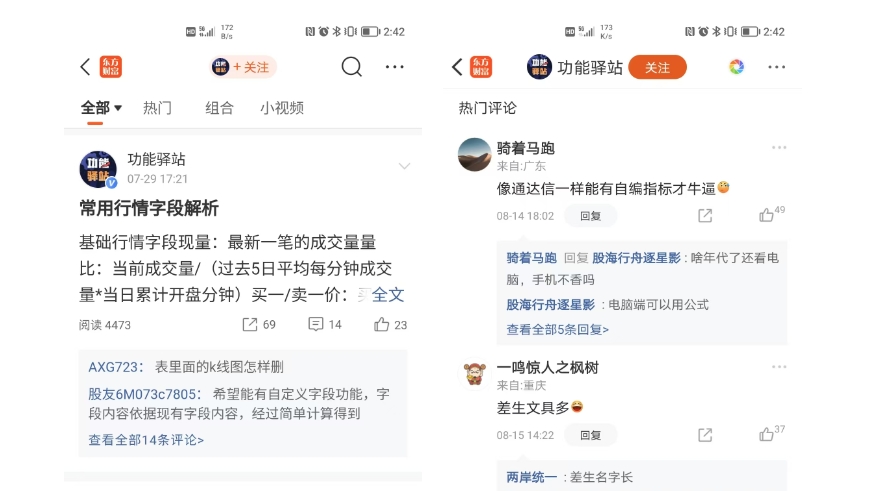 HD 5G 172 B/s 2:42
东方财富 功能驿站 + 关注
全部 热门 组合 小视频
功能驿站
07-29 17:21
常用行情字段解析
基础行情字段现量：最新一笔的成交量量
比：当前成交量/（过去5日平均每分钟成交
量*当日累计开盘分钟）买一/卖一价： 全文
阅读 4473 69 14 23
AXG723： 表里面的k线图怎样删
股友6M073c7805： 希望能有自定义字段功能，字
段内容依据现有字段内容，经过简单计算得到
查看全部14条评论>
HD 5G 173 K/s 2:42
东方财富 功能驿站 功能驿站 关注
热门评论
骑着马跑
来自:广东
像通达信一样能有自编指标才牛逼
08-14 18:02 回复 49
骑着马跑 回复 股海行舟逐星影 : 啥年代了还看电
脑，手机不香吗
股海行舟逐星影 : 电脑端可以用公式
查看全部5条回复>
一鸣惊人之枫树
来自:重庆
差生文具多
08-15 14:22 回复 37
两岸统一 : 差生名字长